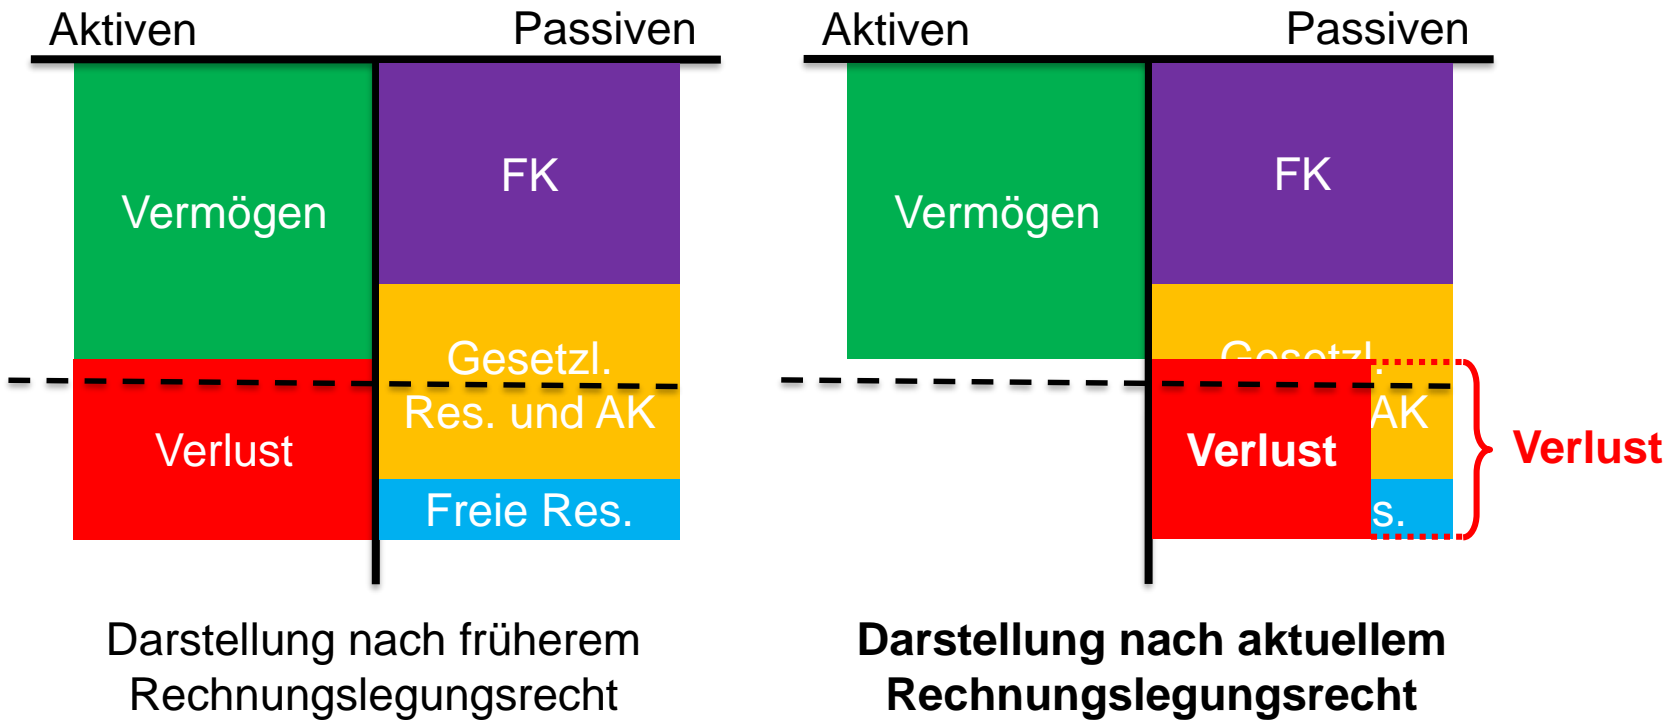 Aktiven
Passiven
Vermögen
FK
Gesetzl.
Res. und AK
Verlust
Freie Res.
Darstellung nach früherem
Rechnungslegungsrecht
Aktiven
Passiven
Vermögen
FK
Gesetzl.
AK
Verlust
s.
Verlust
Darstellung nach aktuellem
Rechnungslegungsrecht